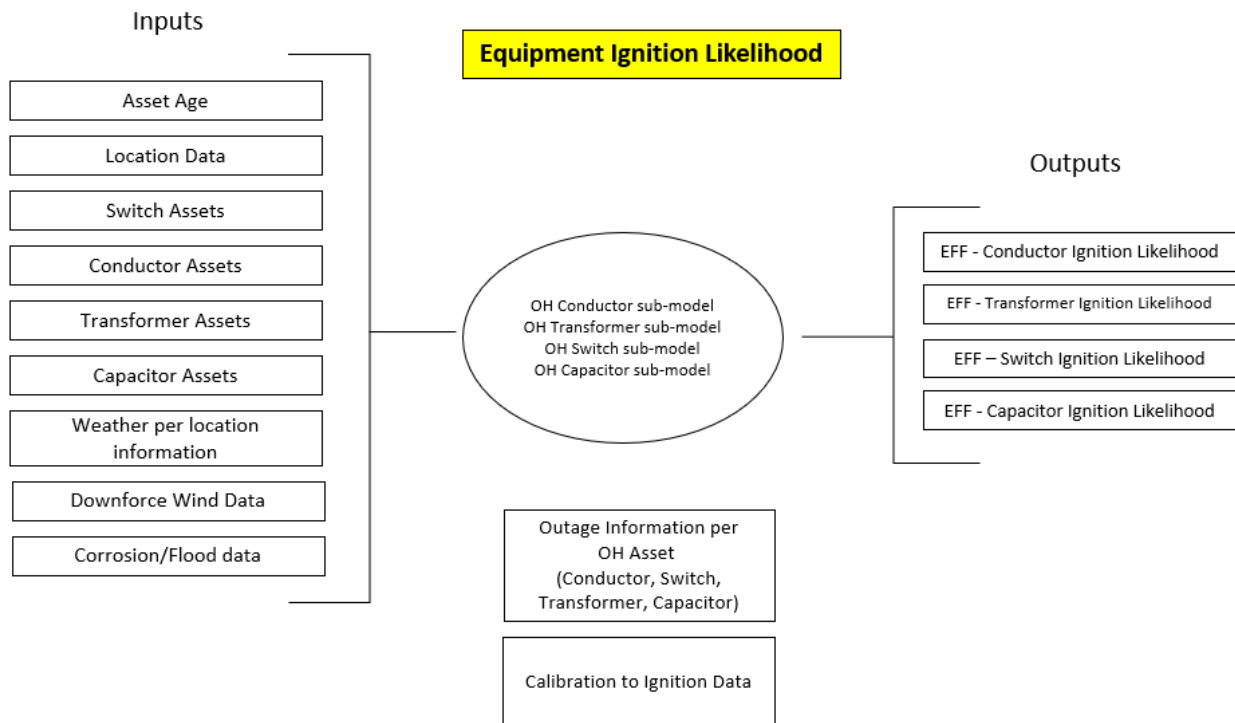 Inputs
Equipment Ignition Likelihood
Asset Age
Location Data
Switch Assets
Conductor Assets
Transformer Assets
Capacitor Assets
Weather per location
information
Downforce Wind Data
Corrosion/Flood data
OH Conductor sub-model
OH Transformer sub-model
OH Switch sub-model
OH Capacitor sub-model
Outage Information per
OH Asset
(Conductor, Switch,
Transformer, Capacitor)
Calibration to Ignition Data
Outputs
EFF - Conductor Ignition Likelihood
EFF - Transformer Ignition Likelihood
EFF – Switch Ignition Likelihood
EFF - Capacitor Ignition Likelihood